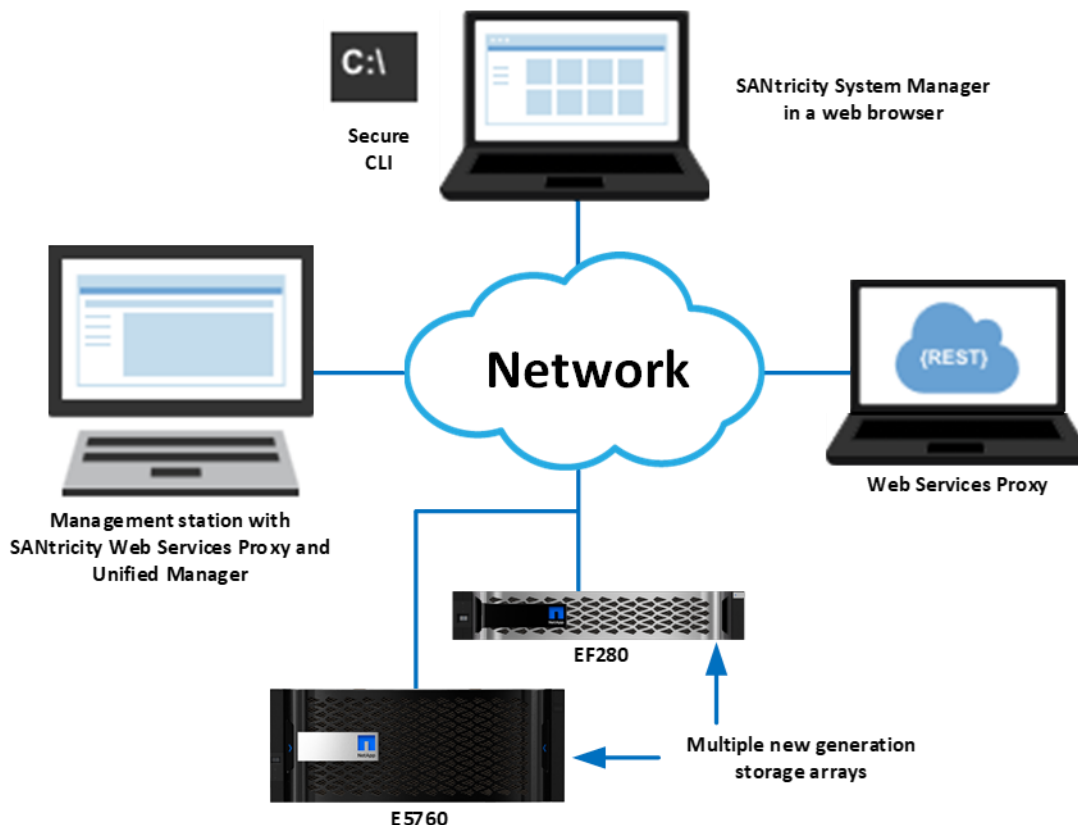 C:\
Secure
CLI
SANtricity System Manager
in a web browser
Network
{REST}
Web Services Proxy
Management station with
SANtricity Web Services Proxy and
Unified Manager
EF280
NetApp
E5760
Multiple new generation
storage arrays